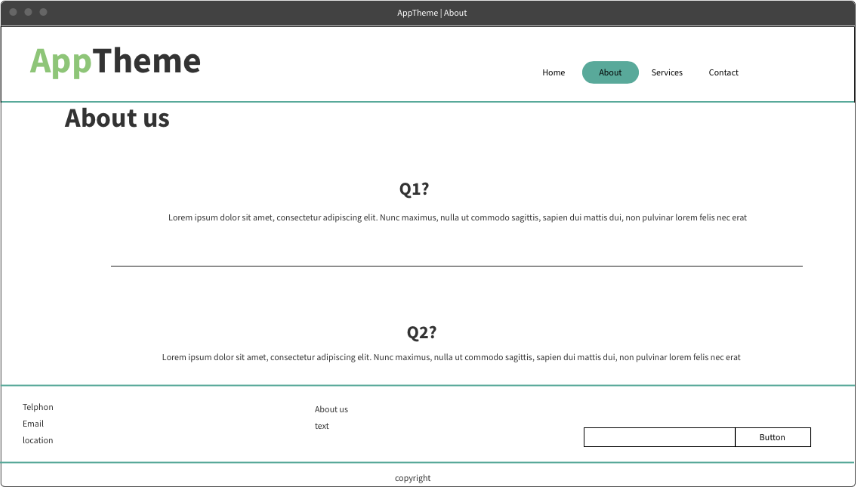 AppTheme | About
AppTheme
Home About Services Contact
About us
Q1?
Lorem ipsum dolor sit amet, consectetur adipiscing elit. Nunc maximus, nulla ut commodo sagittis, sapien dui mattis dui, non pulvinar lorem felis nec erat
Q2?
Lorem ipsum dolor sit amet, consectetur adipiscing elit. Nunc maximus, nulla ut commodo sagittis, sapien dui mattis dui, non pulvinar lorem felis nec erat
Telphon
Email
location
About us
text
Button
copyright